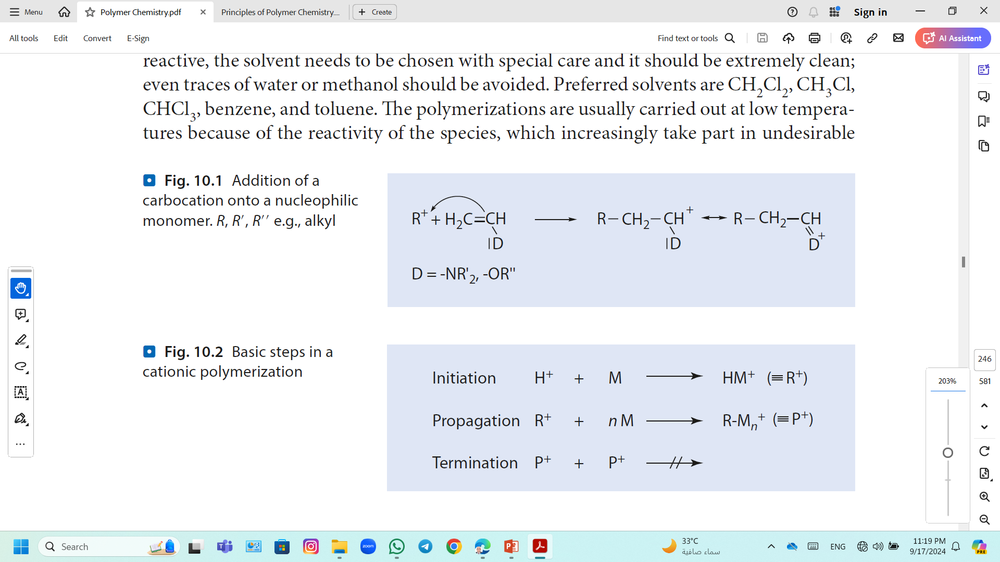 Menu
Polymer Chemistry.pdf
Principles of Polymer Chemistry....
Create
Sign in
All tools
Edit
Convert
E-Sign
Find text or tools
AI Assistant
reactive, the solvent needs to be chosen with special care and it should be extremely clean;
even traces of water or methanol should be avoided. Preferred solvents are CH₂Cl₂, CH₃Cl,
CHCl₃, benzene, and toluene. The polymerizations are usually carried out at low tempera-
tures because of the reactivity of the species, which increasingly take part in undesirable
Fig. 10.1 Addition of a
carbocation onto a nucleophilic
monomer. R, R′, R′′ e.g., alkyl
R⁺ + H₂C=CH → R–CH₂–CH⁺ ↔ R–CH₂–CH
|D |D D⁺
D = -NR'₂, -OR"
Fig. 10.2 Basic steps in a
cationic polymerization
Initiation H⁺ + M → HM⁺ (≡ R⁺)
Propagation R⁺ + n M → R-Mₙ⁺ (≡ P⁺)
Termination P⁺ + P⁺ —//→
A
246
581
203%
Search
zoom
33°C
سماء صافية
ENG
11:19 PM
9/17/2024
PRE